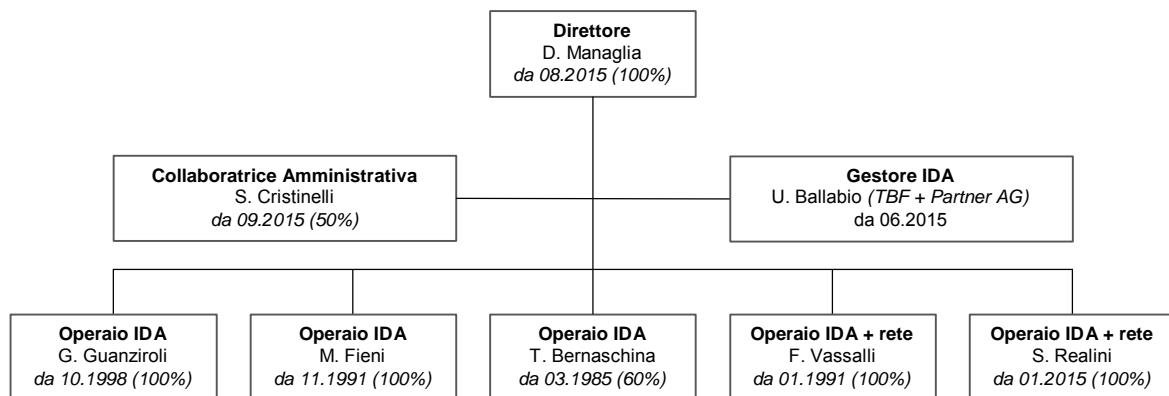 Direttore
D. Managlia
da 08.2015 (100%)
Collaboratrice Amministrativa
S. Cristinelli
da 09.2015 (50%)
Gestore IDA
U. Ballabio (TBF + Partner AG)
da 06.2015
Operaio IDA
G. Guanziroli
da 10.1998 (100%)
Operaio IDA
M. Fieni
da 11.1991 (100%)
Operaio IDA
T. Bernaschina
da 03.1985 (60%)
Operaio IDA + rete
F. Vassalli
da 01.1991 (100%)
Operaio IDA + rete
S. Realini
da 01.2015 (100%)